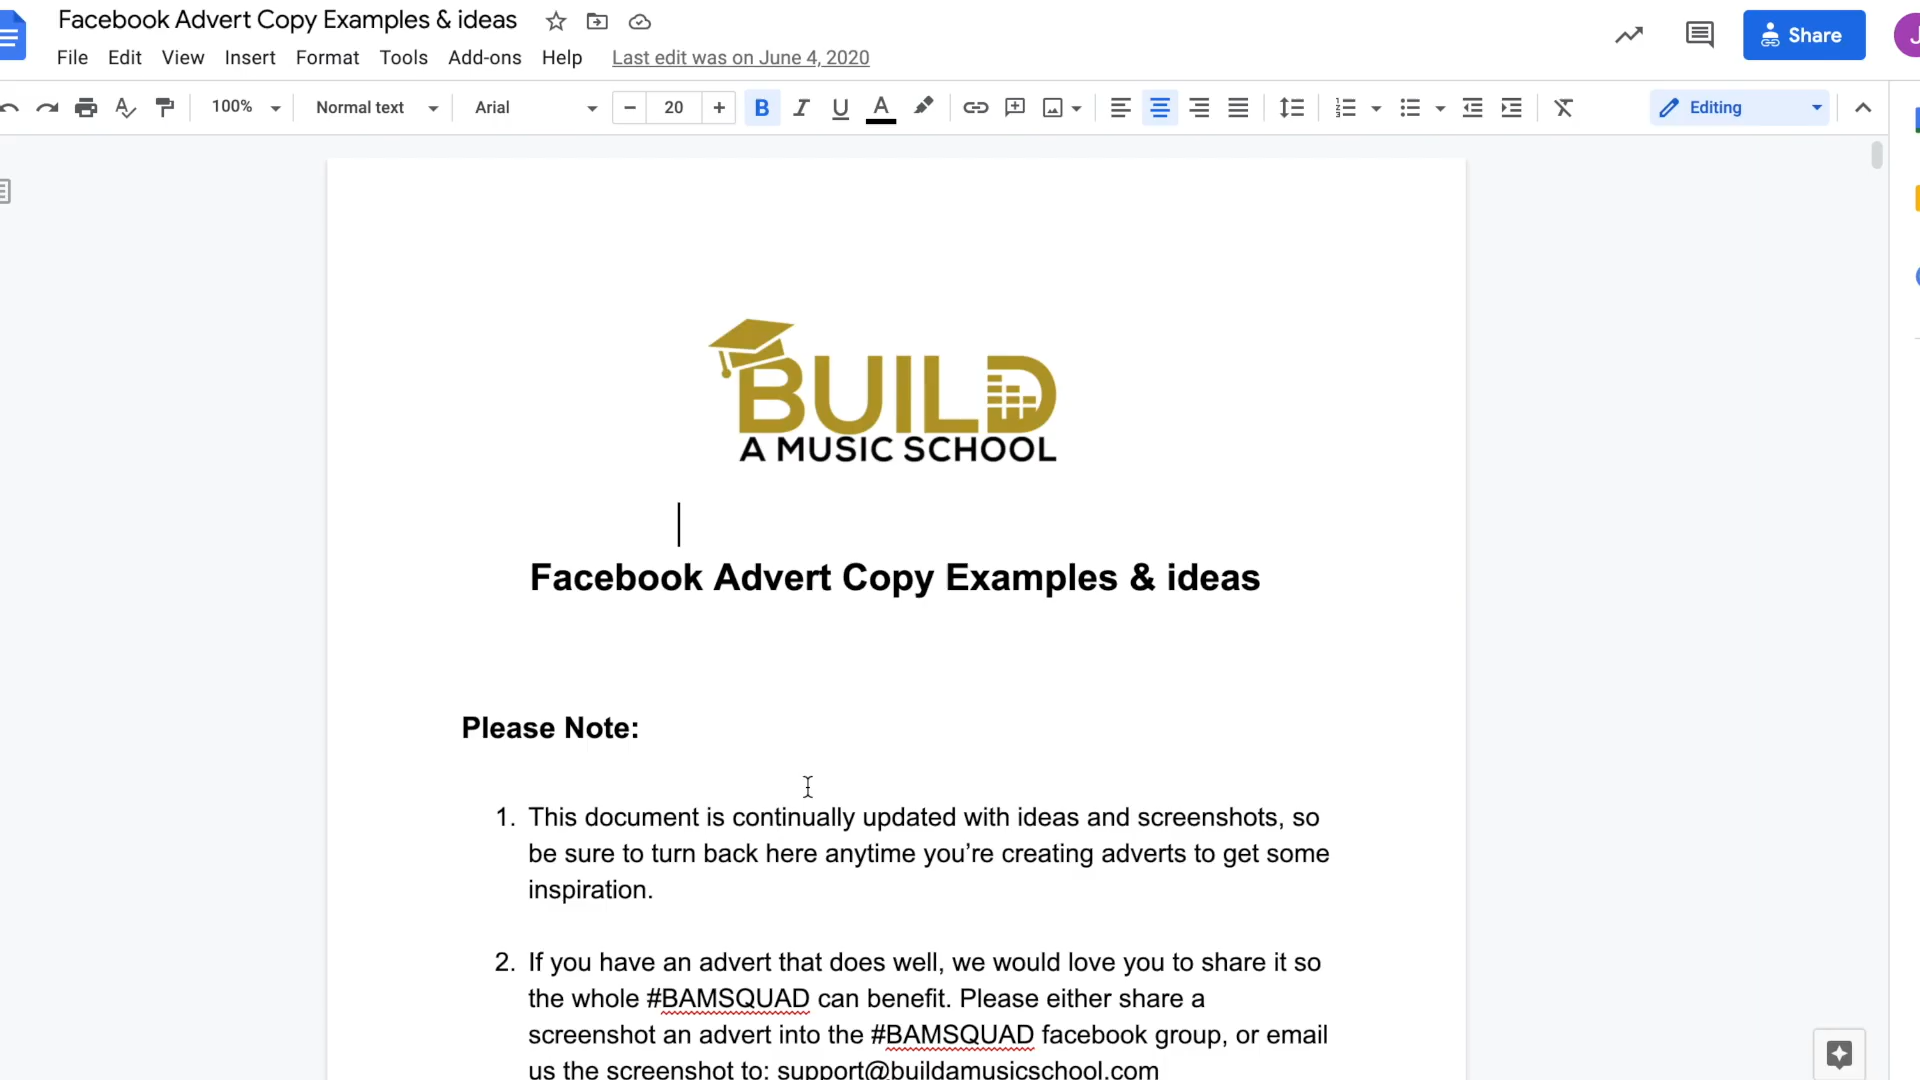 Facebook Advert Copy Examples & ideas
File Edit View Insert Format Tools Add-ons Help Last edit was on June 4, 2020
Share
J
100% Normal text Arial 20 B I U A Editing
BUILD
A MUSIC SCHOOL
Facebook Advert Copy Examples & ideas
Please Note:
1. This document is continually updated with ideas and screenshots, so
be sure to turn back here anytime you’re creating adverts to get some
inspiration.
2. If you have an advert that does well, we would love you to share it so
the whole #BAMSQUAD can benefit. Please either share a
screenshot an advert into the #BAMSQUAD facebook group, or email
us the screenshot to: support@buildamusicschool.com